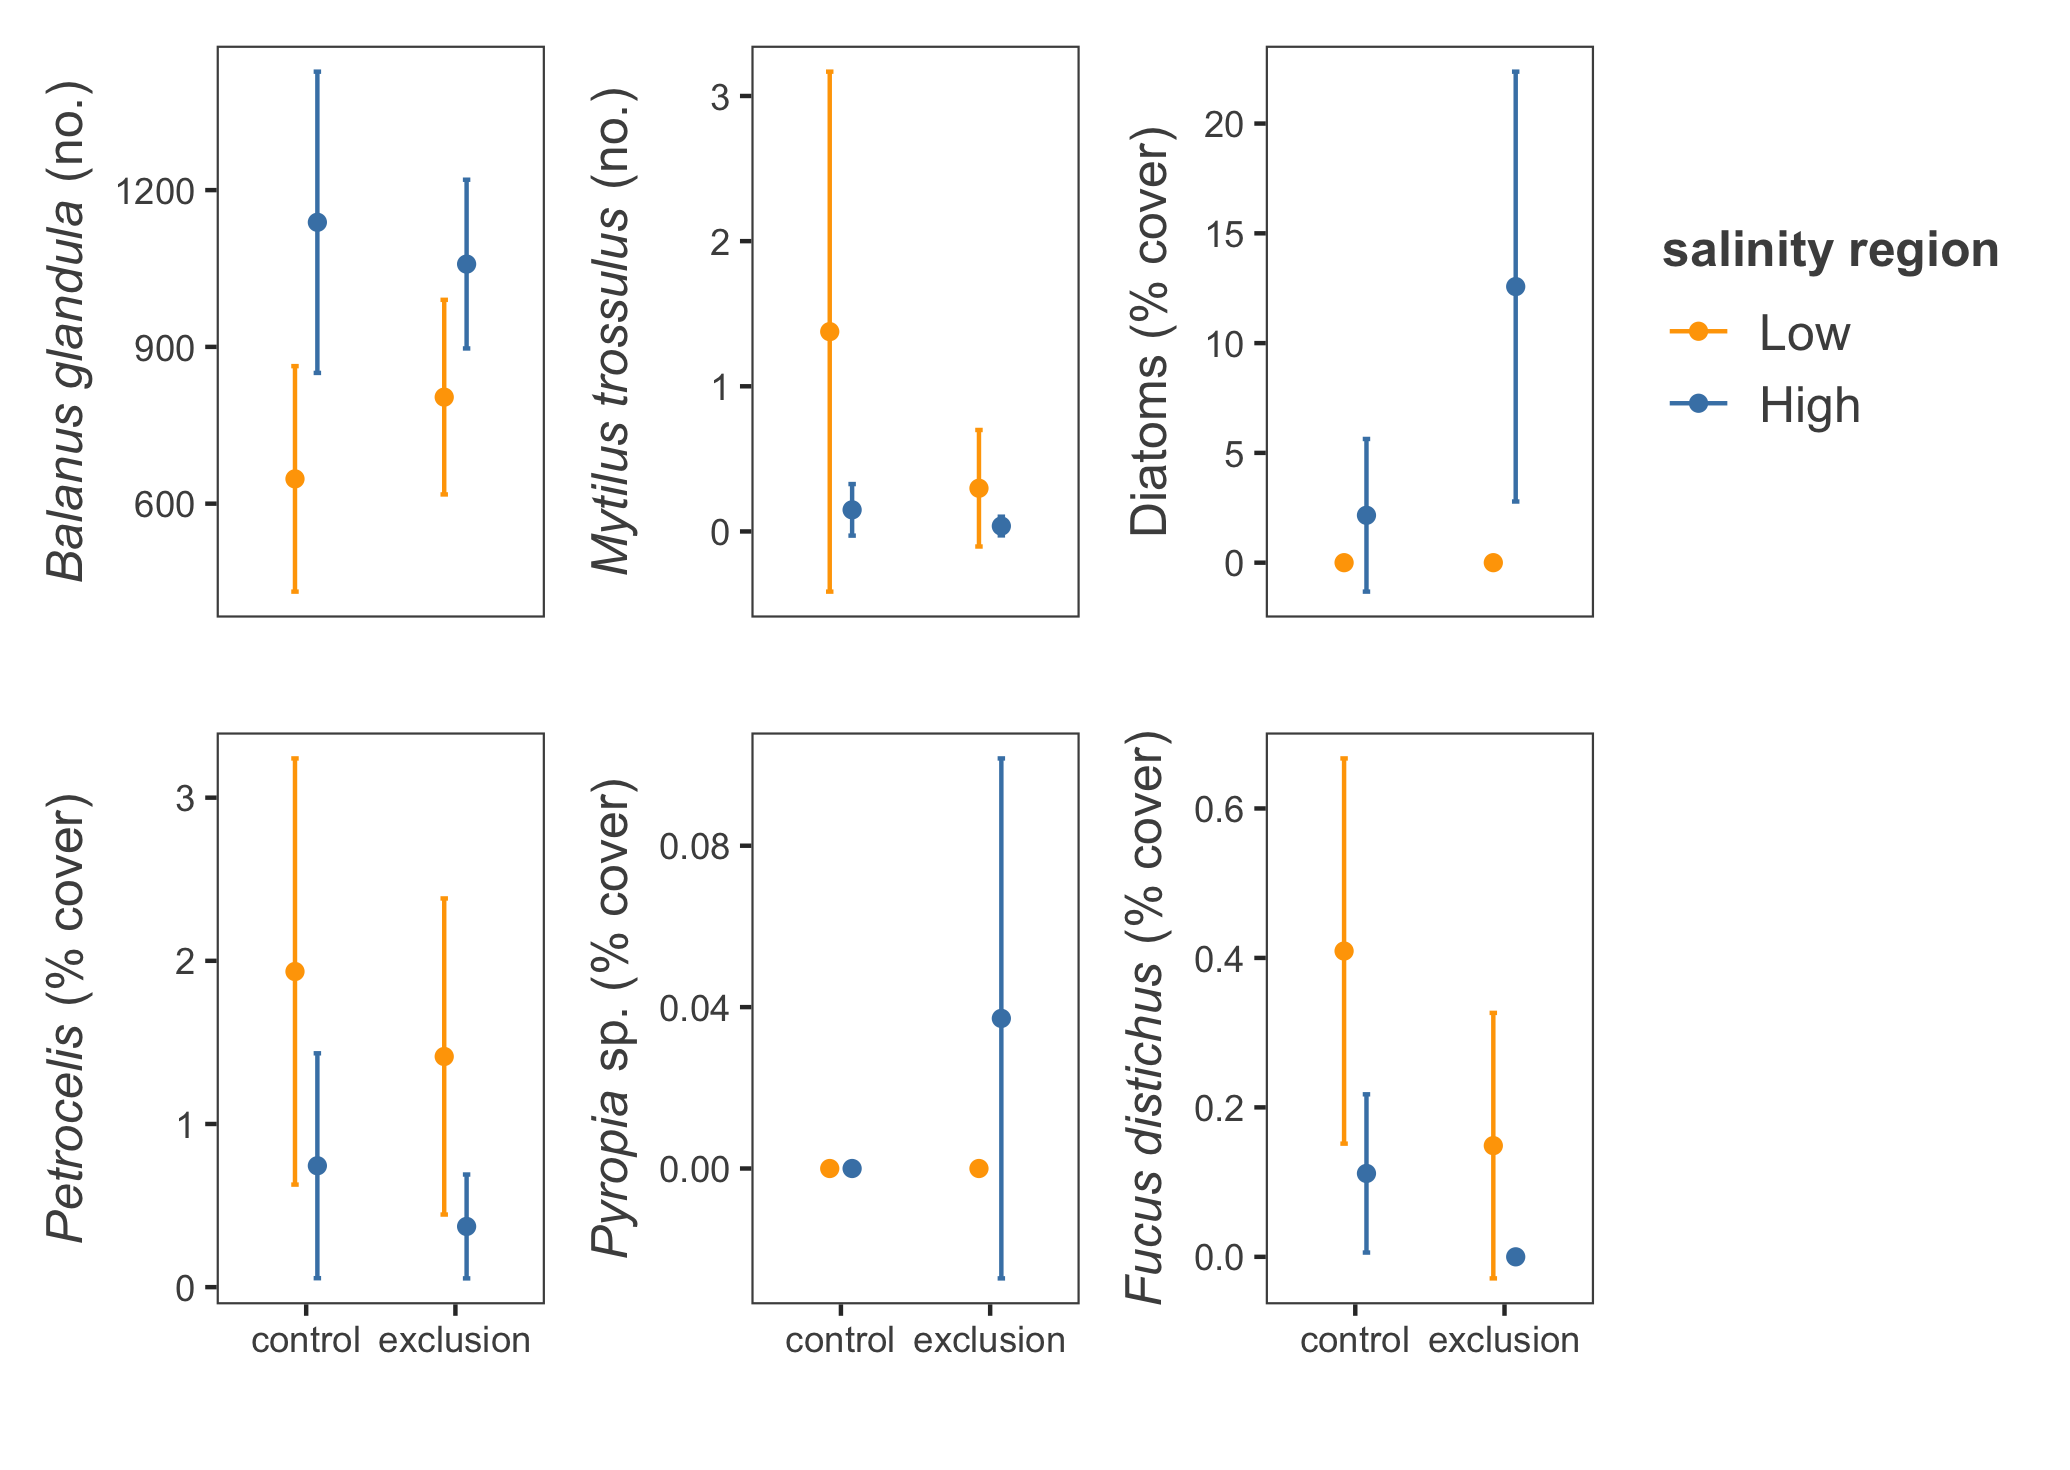 Balanus glandula (no.)
1200
900
600
Mytilus trossulus (no.)
3
2
1
0
Diatoms (% cover)
20
15
10
5
0
salinity region
Low
High
Petrocelis (% cover)
3
2
1
0
control exclusion
Pyropia sp. (% cover)
0.08
0.04
0.00
control exclusion
Fucus distichus (% cover)
0.6
0.4
0.2
0.0
control exclusion